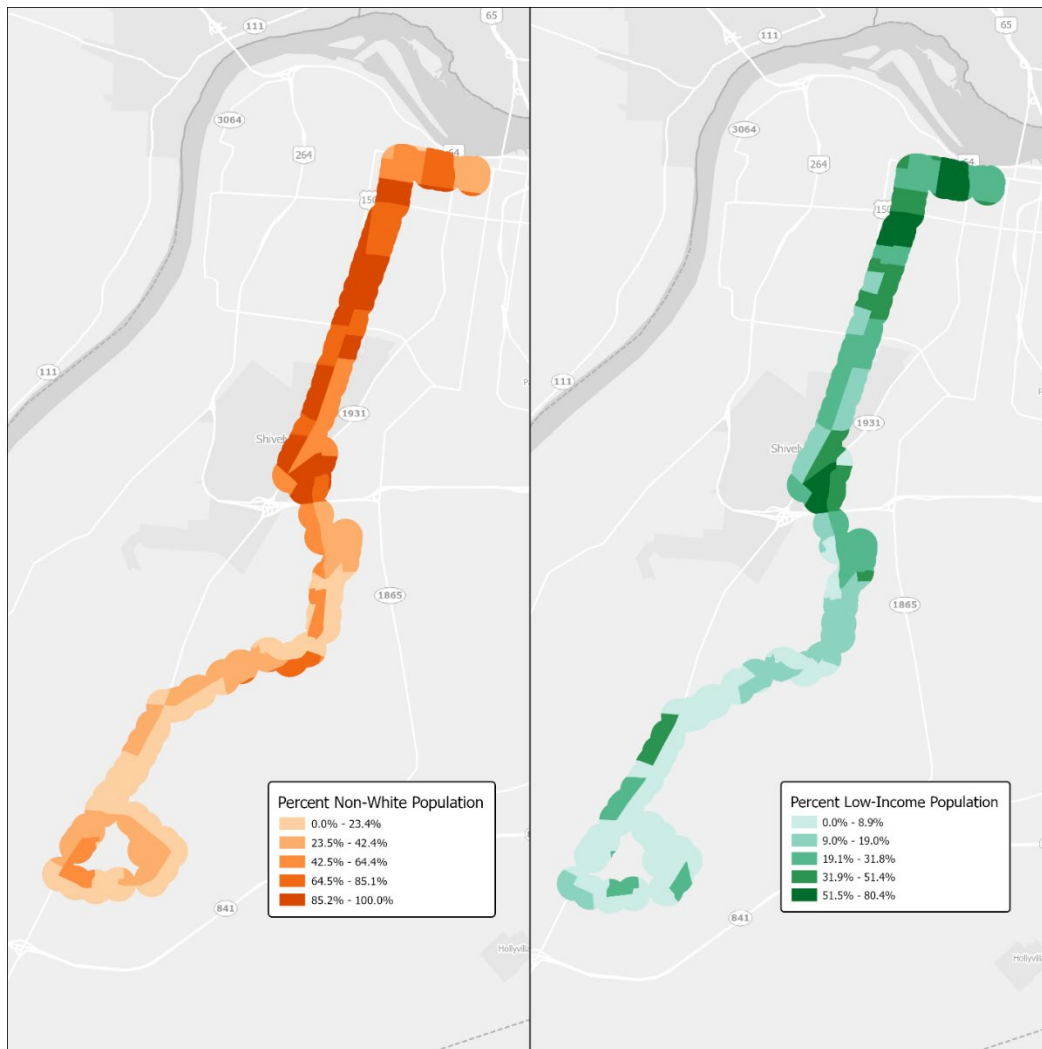 65
111
3064
264
64
150
1931
Shively
111
1865
Percent Non-White Population
0.0% - 23.4%
23.5% - 42.4%
42.5% - 64.4%
64.5% - 85.1%
85.2% - 100.0%
841
65
111
3064
264
64
150
1931
Shively
111
1865
Percent Low-Income Population
0.0% - 8.9%
9.0% - 19.0%
19.1% - 31.8%
31.9% - 51.4%
51.5% - 80.4%
841